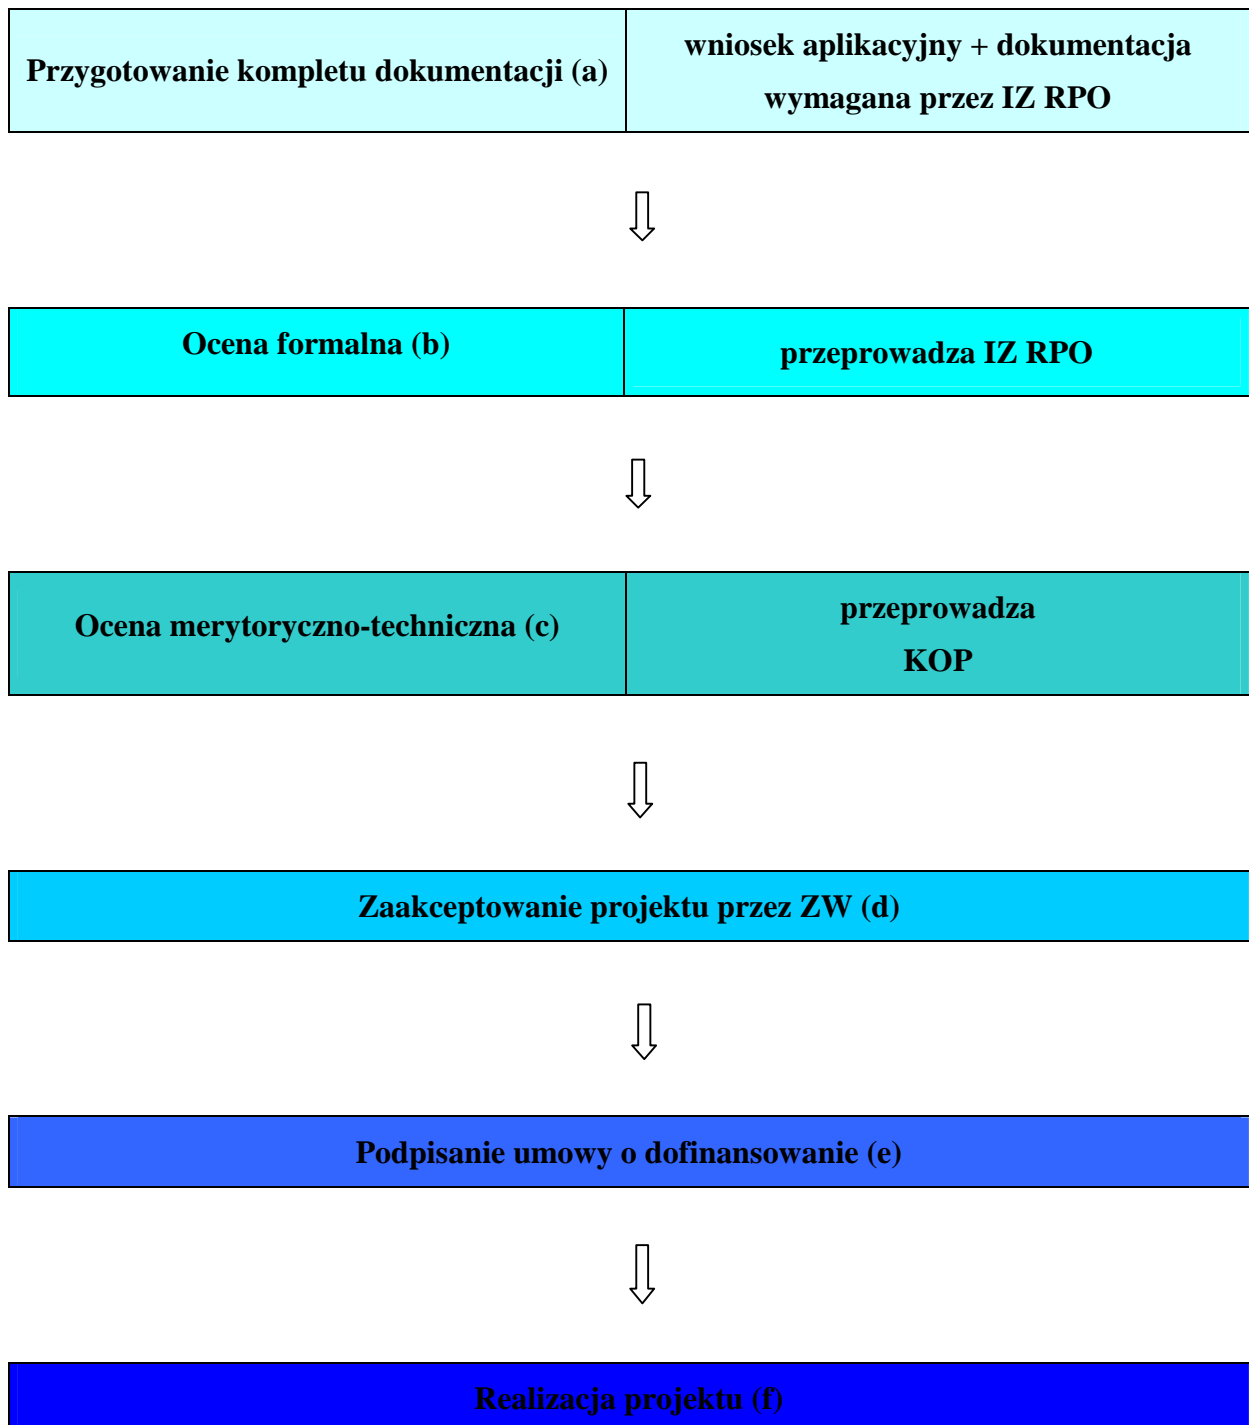 Przygotowanie kompletu dokumentacji (a)
wniosek aplikacyjny + dokumentacja
wymagana przez IZ RPO
Ocena formalna (b)
przeprowadza IZ RPO
Ocena merytoryczno-techniczna (c)
przeprowadza
KOP
Zaakceptowanie projektu przez ZW (d)
Podpisanie umowy o dofinansowanie (e)
Realizacja projektu (f)